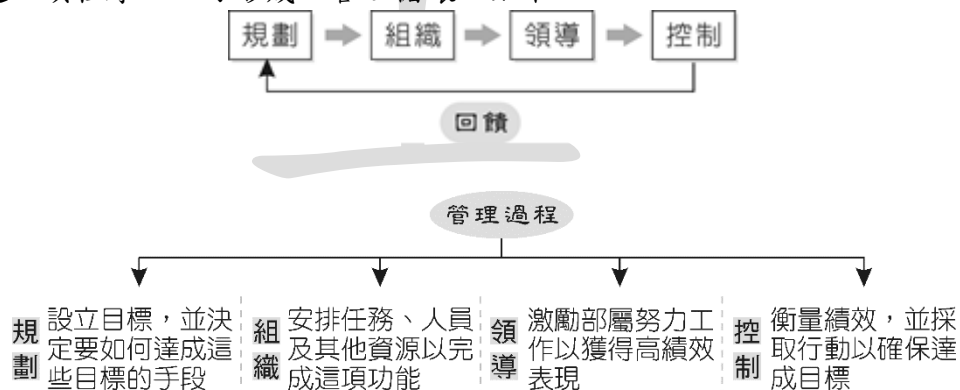 規劃 組織 領導 控制
回饋
管理過程
規劃
設立目標，並決
定要如何達成這
些目標的手段
組織
安排任務、人員
及其他資源以完
成這項功能
領導
激勵部屬努力工
作以獲得高績效
表現
控制
衡量績效，並採
取行動以確保達
成目標